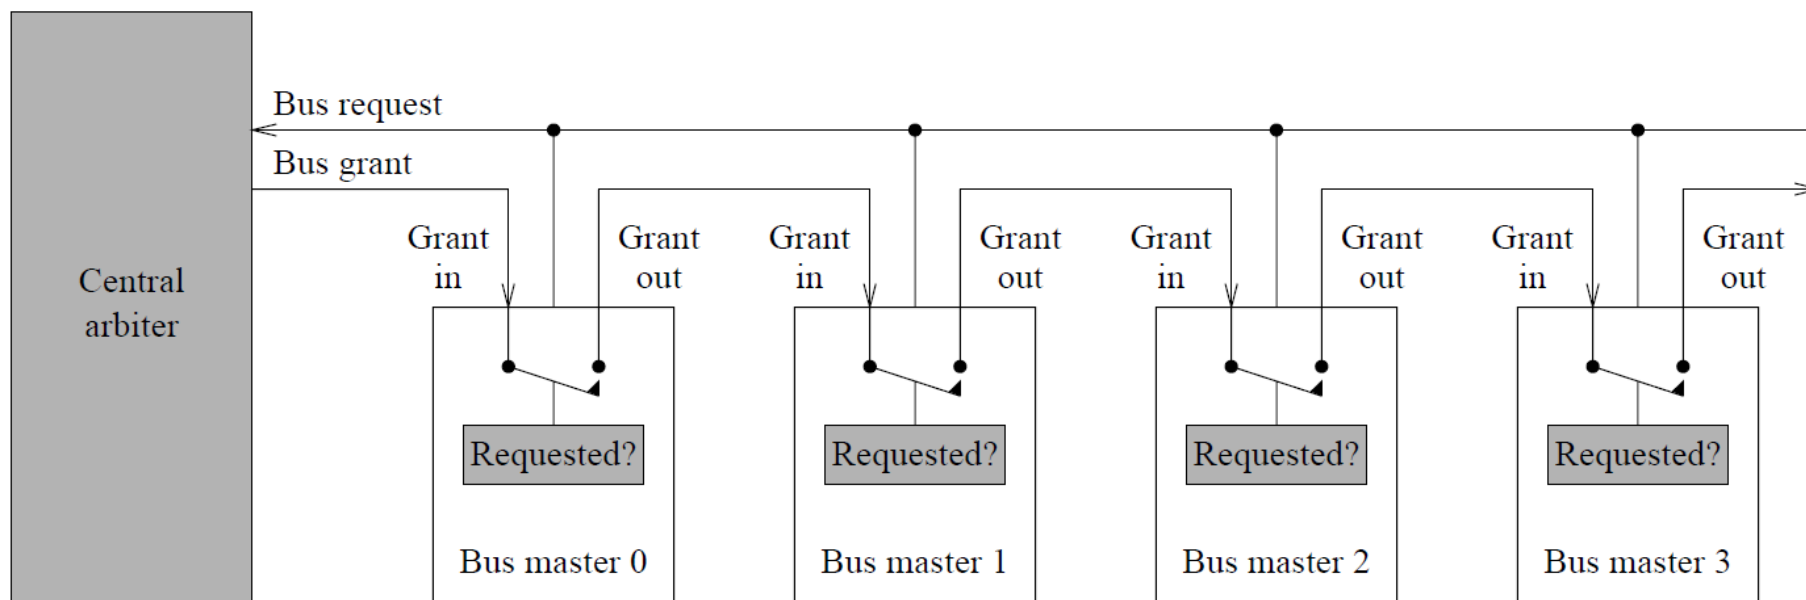 Bus request
Bus grant
Central
arbiter
Grant
in
Grant
out
Grant
in
Grant
out
Grant
in
Grant
out
Grant
in
Grant
out
Requested?
Requested?
Requested?
Requested?
Bus master 0
Bus master 1
Bus master 2
Bus master 3